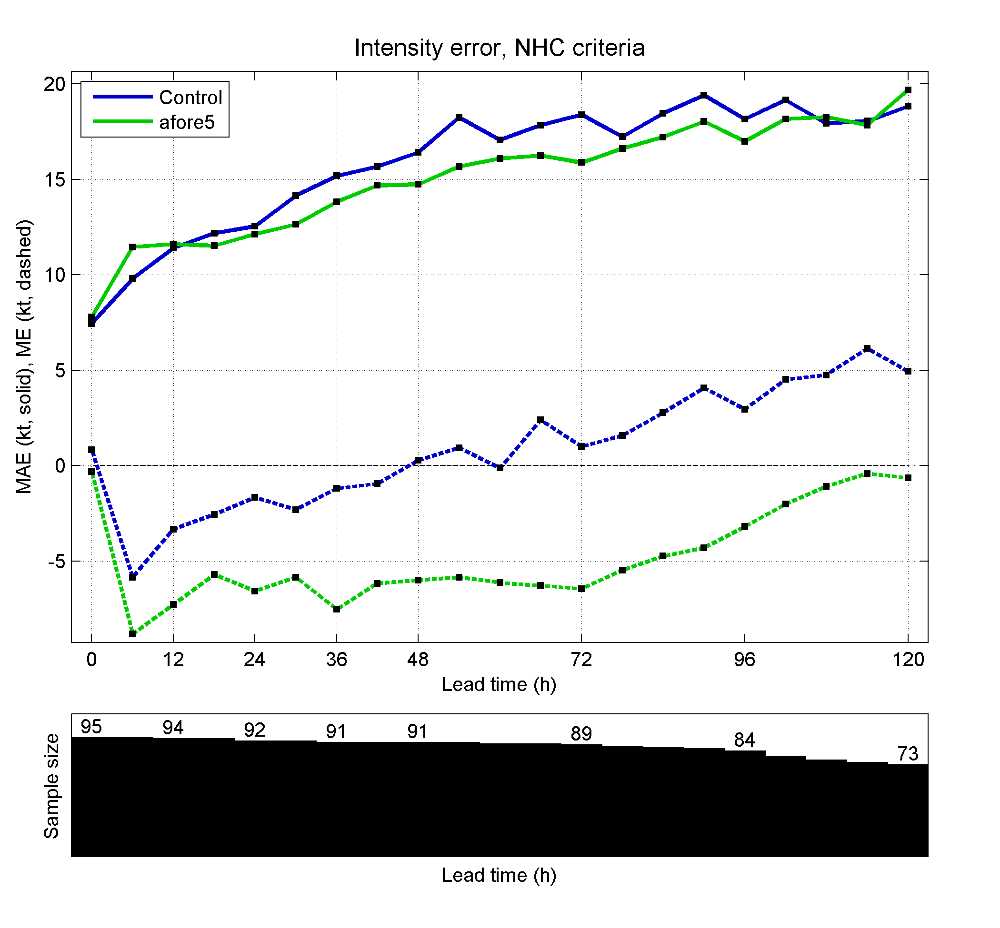 Intensity error, NHC criteria
Control
afore5
20
15
10
5
0
-5
MAE (kt, solid), ME (kt, dashed)
0 12 24 36 48 72 96 120
Lead time (h)
95 94 92 91 91 89 84 73
Sample size
Lead time (h)